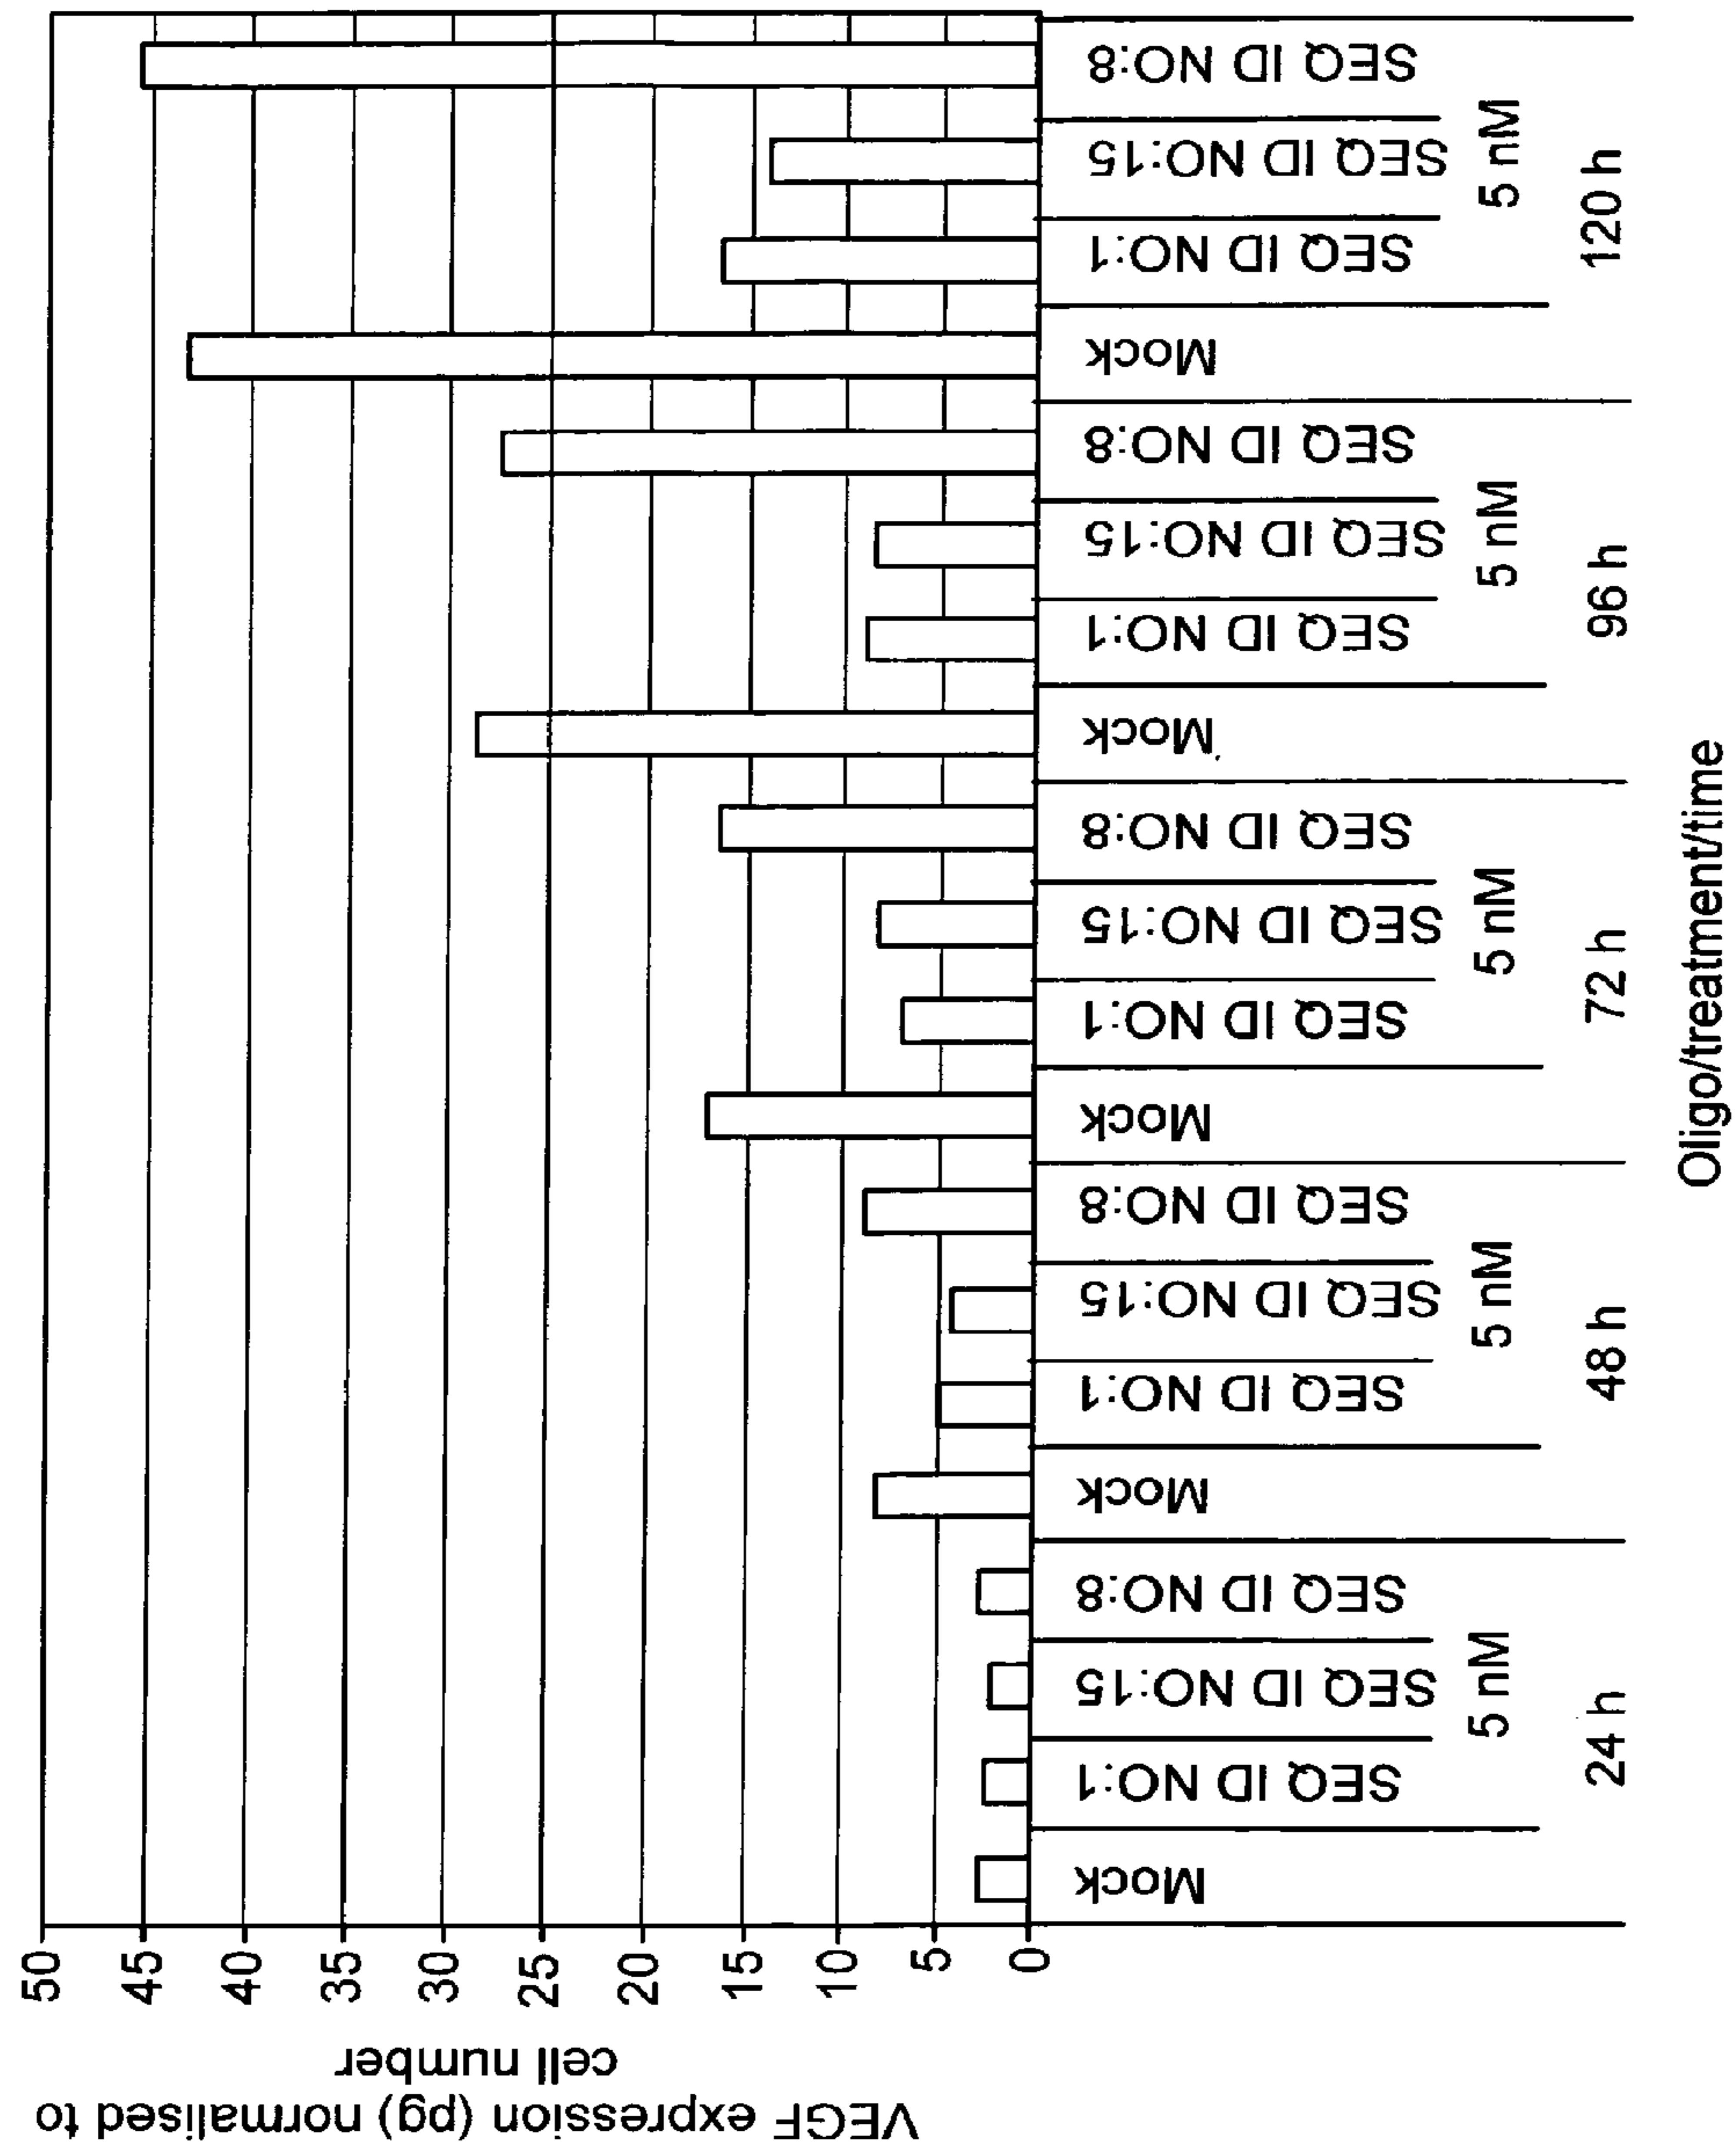 VEGF expression (pg) normalised to
cell number
50
45
40
35
30
25
20
15
10
5
0
Mock
SEQ ID NO:1
SEQ ID NO:15
SEQ ID NO:8
Mock
SEQ ID NO:1
SEQ ID NO:15
SEQ ID NO:8
Mock
SEQ ID NO:1
SEQ ID NO:15
SEQ ID NO:8
Mock
SEQ ID NO:1
SEQ ID NO:15
SEQ ID NO:8
Mock
SEQ ID NO:1
SEQ ID NO:15
SEQ ID NO:8
5 nM
5 nM
5 nM
5 nM
5 nM
24 h
48 h
72 h
96 h
120 h
Oligo/treatment/time